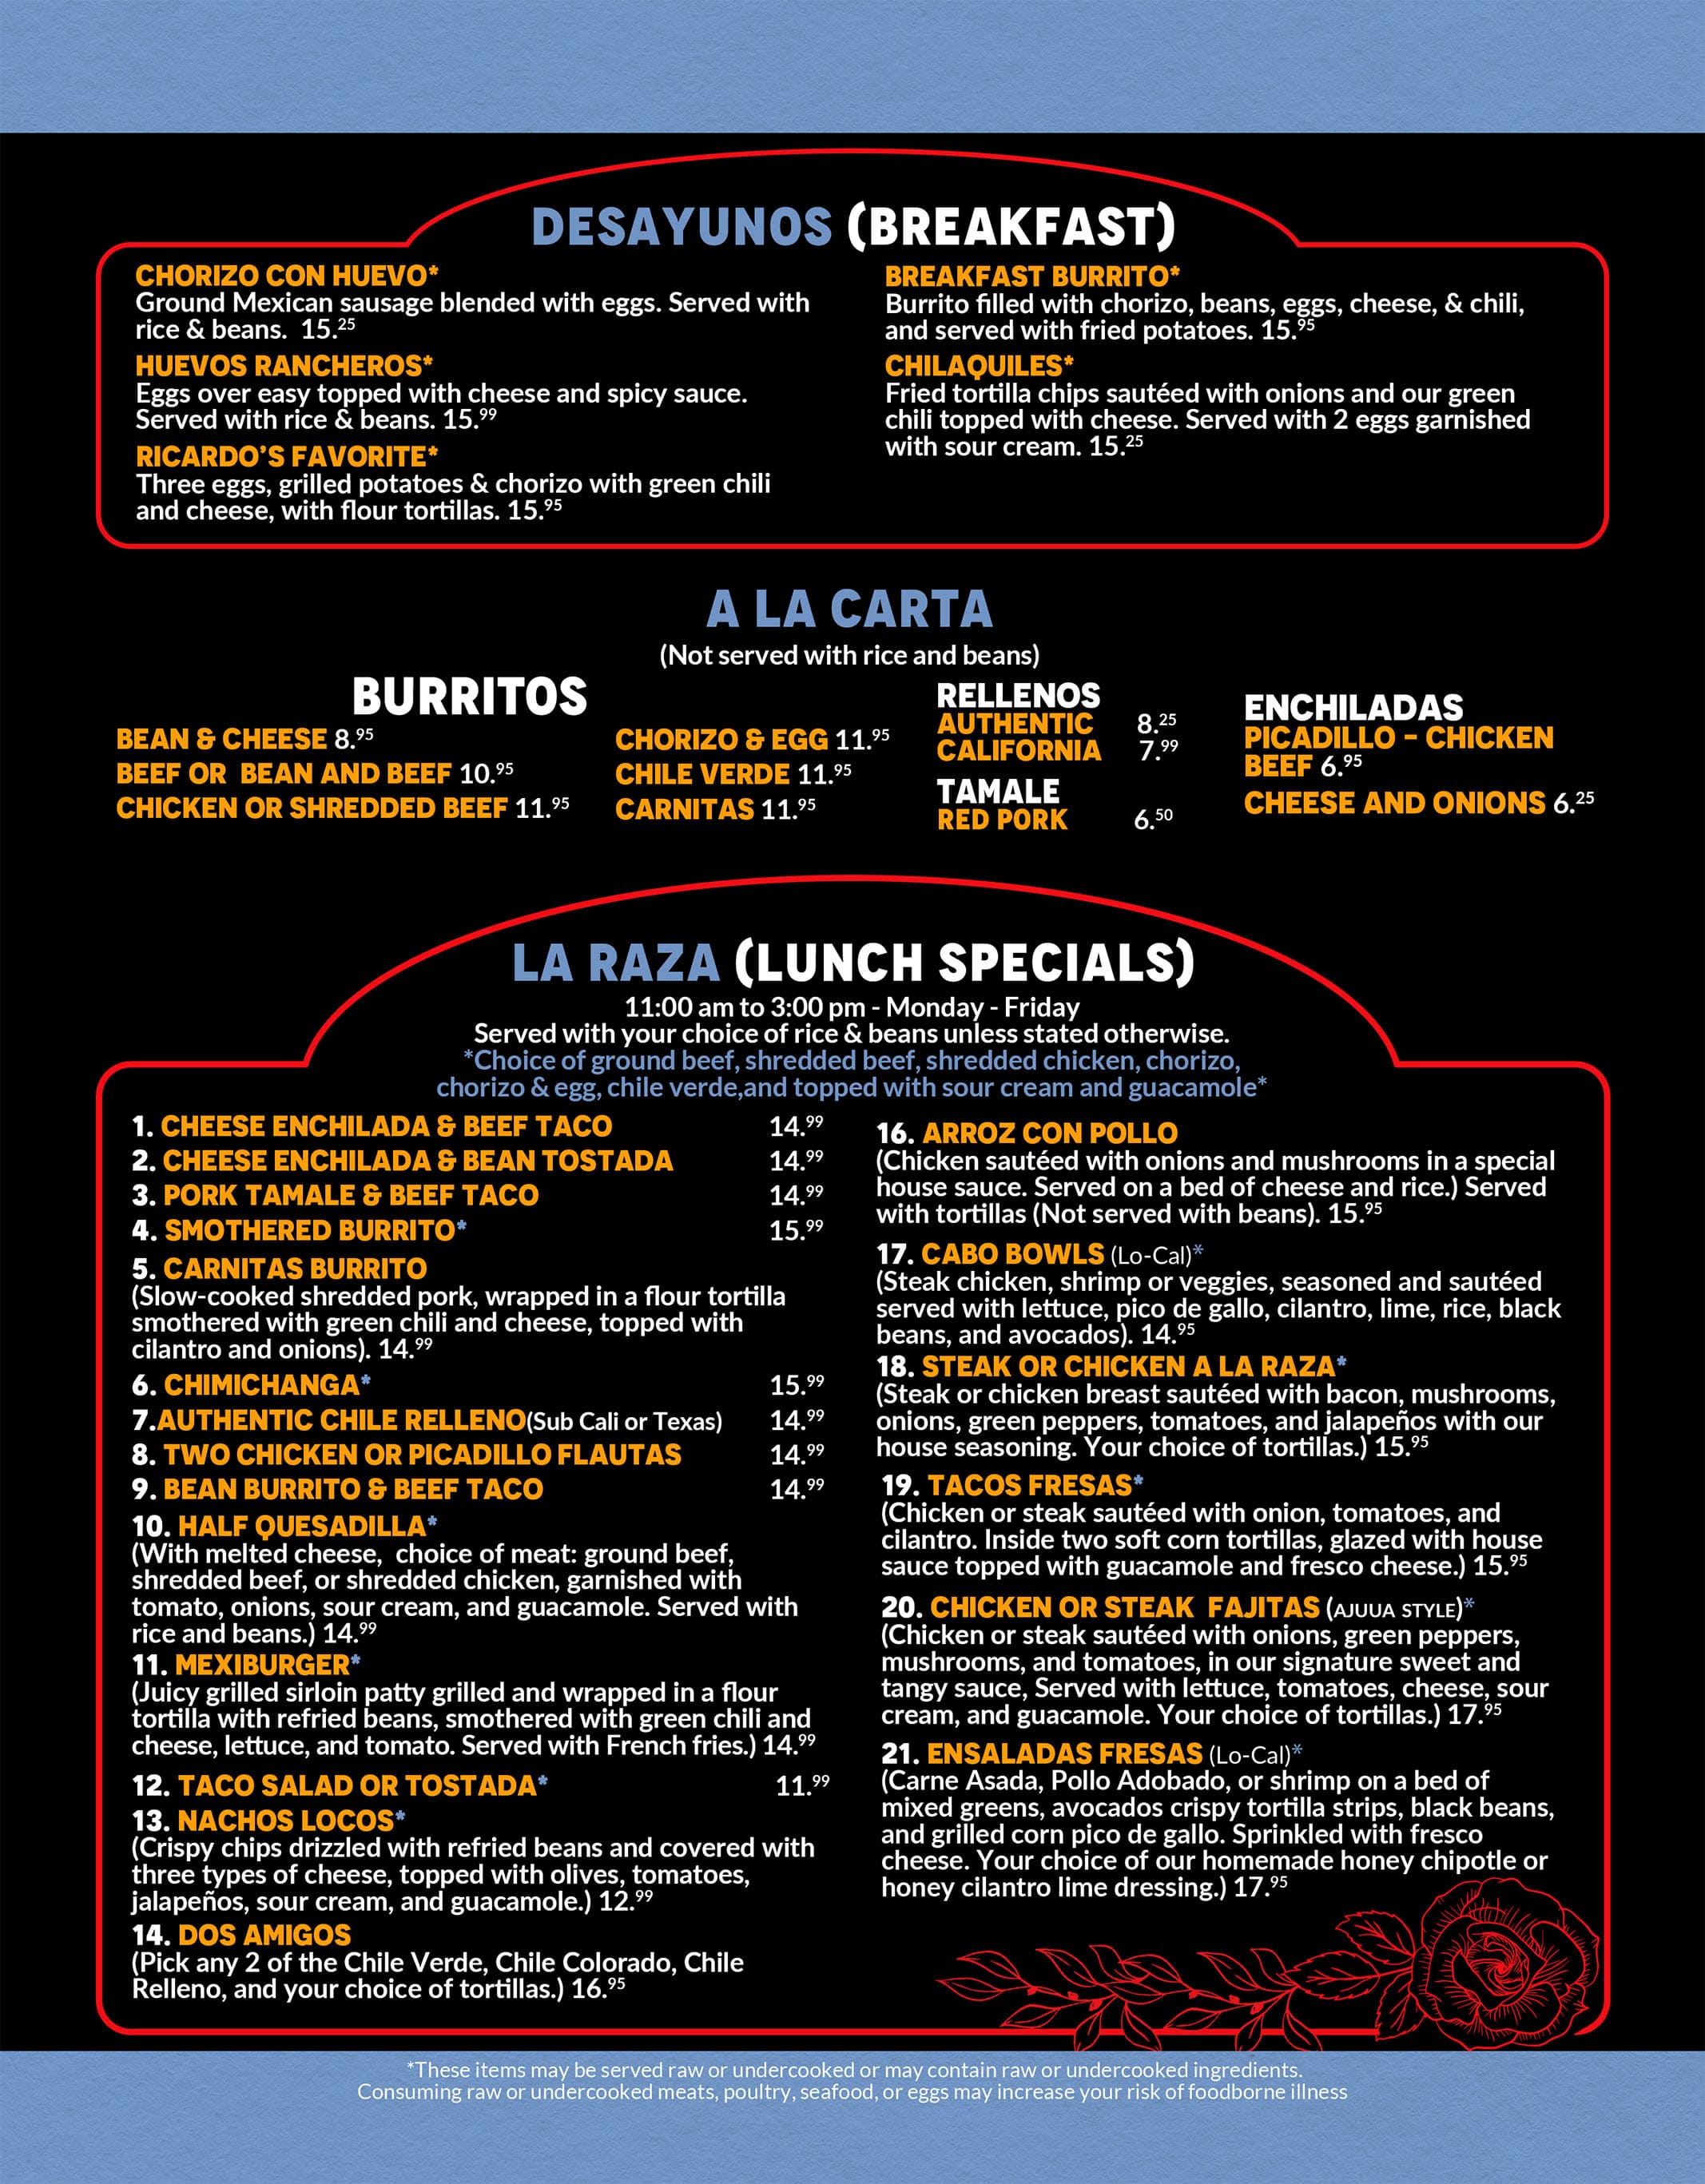 DESAYUNOS (BREAKFAST)
CHORIZO CON HUEVO*
Ground Mexican sausage blended with eggs. Served with
rice & beans. 15.25
HUEVOS RANCHEROS*
Eggs over easy topped with cheese and spicy sauce.
Served with rice & beans. 15.99
RICARDO'S FAVORITE*
Three eggs, grilled potatoes & chorizo with green chili
and cheese, with flour tortillas. 15.95
BREAKFAST BURRITO*
Burrito filled with chorizo, beans, eggs, cheese, & chili,
and served with fried potatoes. 15.95
CHILAQUILES*
Fried tortilla chips sautéed with onions and our green
chili topped with cheese. Served with 2 eggs garnished
with sour cream. 15.25
A LA CARTA
(Not served with rice and beans)
BURRITOS
BEAN & CHEESE 8.95
BEEF OR BEAN AND BEEF 10.95
CHICKEN OR SHREDDED BEEF 11.95
CHORIZO & EGG 11.95
CHILE VERDE 11.95
CARNITAS 11.95
RELLENOS
AUTHENTIC 8.25
CALIFORNIA 7.99
TAMALE
RED PORK 6.50
ENCHILADAS
PICADILLO - CHICKEN
BEEF 6.95
CHEESE AND ONIONS 6.25
LA RAZA (LUNCH SPECIALS)
11:00 am to 3:00 pm - Monday - Friday
Served with your choice of rice & beans unless stated otherwise.
*Choice of ground beef, shredded beef, shredded chicken, chorizo,
chorizo & egg, chile verde,and topped with sour cream and guacamole*
1. CHEESE ENCHILADA & BEEF TACO 14.99
2. CHEESE ENCHILADA & BEAN TOSTADA 14.99
3. PORK TAMALE & BEEF TACO 14.99
4. SMOTHERED BURRITO* 15.99
5. CARNITAS BURRITO
(Slow-cooked shredded pork, wrapped in a flour tortilla
smothered with green chili and cheese, topped with
cilantro and onions). 14.99
6. CHIMICHANGA* 15.99
7.AUTHENTIC CHILE RELLENO(Sub Cali or Texas) 14.99
8. TWO CHICKEN OR PICADILLO FLAUTAS 14.99
9. BEAN BURRITO & BEEF TACO 14.99
10. HALF QUESADILLA*
(With melted cheese, choice of meat: ground beef,
shredded beef, or shredded chicken, garnished with
tomato, onions, sour cream, and guacamole. Served with
rice and beans.) 14.99
11. MEXIBURGER*
(Juicy grilled sirloin patty grilled and wrapped in a flour
tortilla with refried beans, smothered with green chili and
cheese, lettuce, and tomato. Served with French fries.) 14.99
12. TACO SALAD OR TOSTADA* 11.99
13. NACHOS LOCOS*
(Crispy chips drizzled with refried beans and covered with
three types of cheese, topped with olives, tomatoes,
jalapeños, sour cream, and guacamole.) 12.99
14. DOS AMIGOS
(Pick any 2 of the Chile Verde, Chile Colorado, Chile
Relleno, and your choice of tortillas.) 16.95
16. ARROZ CON POLLO
(Chicken sautéed with onions and mushrooms in a special
house sauce. Served on a bed of cheese and rice.) Served
with tortillas (Not served with beans). 15.95
17. CABO BOWLS (Lo-Cal)*
(Steak chicken, shrimp or veggies, seasoned and sautéed
served with lettuce, pico de gallo, cilantro, lime, rice, black
beans, and avocados). 14.95
18. STEAK OR CHICKEN A LA RAZA*
(Steak or chicken breast sautéed with bacon, mushrooms,
onions, green peppers, tomatoes, and jalapeños with our
house seasoning. Your choice of tortillas.) 15.95
19. TACOS FRESAS*
(Chicken or steak sautéed with onion, tomatoes, and
cilantro. Inside two soft corn tortillas, glazed with house
sauce topped with guacamole and fresco cheese.) 15.95
20. CHICKEN OR STEAK FAJITAS (AJUUA STYLE)*
(Chicken or steak sautéed with onions, green peppers,
mushrooms, and tomatoes, in our signature sweet and
tangy sauce, Served with lettuce, tomatoes, cheese, sour
cream, and guacamole. Your choice of tortillas.) 17.95
21. ENSALADAS FRESAS (Lo-Cal)*
(Carne Asada, Pollo Adobado, or shrimp on a bed of
mixed greens, avocados crispy tortilla strips, black beans,
and grilled corn pico de gallo. Sprinkled with fresco
cheese. Your choice of our homemade honey chipotle or
honey cilantro lime dressing.) 17.95
*These items may be served raw or undercooked or may contain raw or undercooked ingredients.
Consuming raw or undercooked meats, poultry, seafood, or eggs may increase your risk of foodborne illness